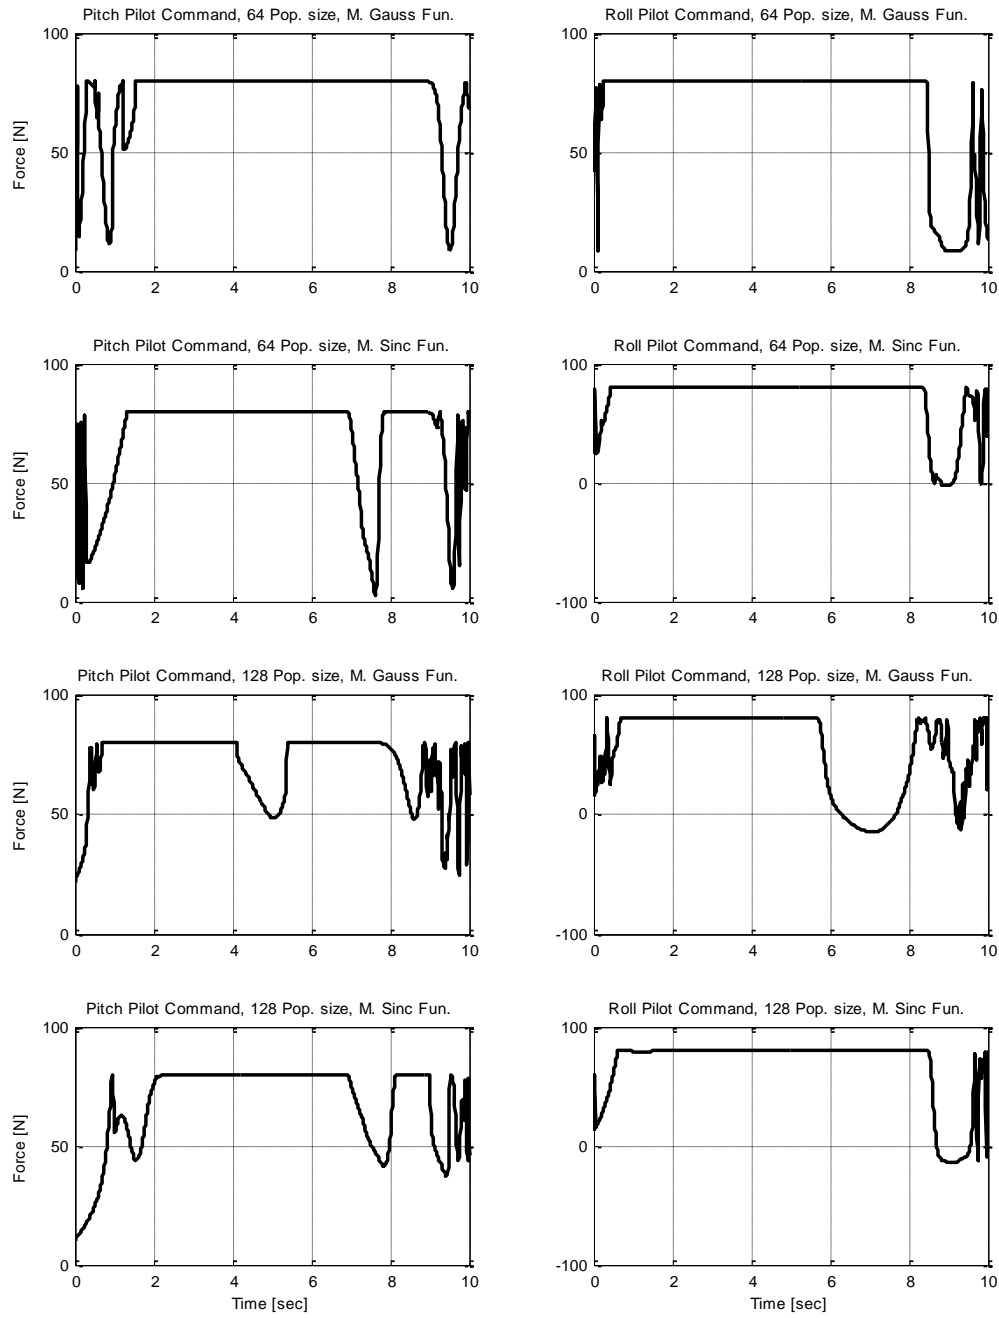 Pitch Pilot Command, 64 Pop. size, M. Gauss Fun.
100
50
0
Force [N]
0 2 4 6 8 10
Roll Pilot Command, 64 Pop. size, M. Gauss Fun.
100
50
0
0 2 4 6 8 10
Pitch Pilot Command, 64 Pop. size, M. Sinc Fun.
100
50
0
Force [N]
0 2 4 6 8 10
Roll Pilot Command, 64 Pop. size, M. Sinc Fun.
100
0
-100
0 2 4 6 8 10
Pitch Pilot Command, 128 Pop. size, M. Gauss Fun.
100
50
0
Force [N]
0 2 4 6 8 10
Roll Pilot Command, 128 Pop. size, M. Gauss Fun.
100
0
-100
0 2 4 6 8 10
Pitch Pilot Command, 128 Pop. size, M. Sinc Fun.
100
50
0
Force [N]
0 2 4 6 8 10
Time [sec]
Roll Pilot Command, 128 Pop. size, M. Sinc Fun.
100
0
-100
0 2 4 6 8 10
Time [sec]